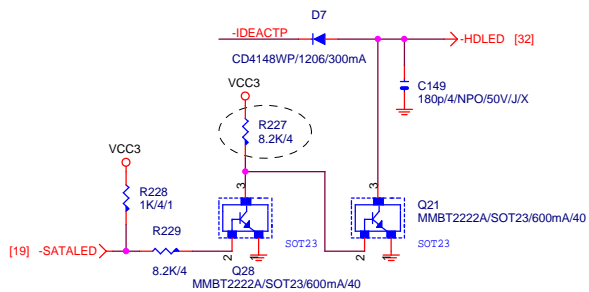 D7
-IDEACTP
-HDLED [32]
CD4148WP/1206/300mA
VCC3
C149
180p/4/NPO/50V/J/X
R227
8.2K/4
VCC3
3
3
R228
1K/4/1
Q21
MMBT2222A/SOT23/600mA/40
R229
[19] -SATALED
SOT23
SOT23
2
1
2
1
8.2K/4
Q28
MMBT2222A/SOT23/600mA/40